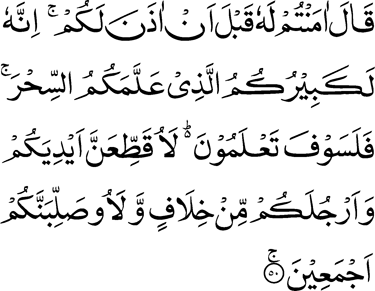 قَالَ اٰمَنْتُمْ لَهٗ قَبْلَ اَنْ اٰذَنَ لَكُمْ ۚ اِنَّهٗ
لَكَبِيْرُكُمُ الَّذِىْ عَلَّمَكُمُ السِّحْرَ ۚ
فَلَسَوْفَ تَعْلَمُوْنَ ؕ لَاُ قَطِّعَنَّ اَيْدِيَكُمْ
وَاَرْجُلَكُمْ مِّنْ خِلَافٍ وَّلَاُ وصَلِّبَنَّكُمْ
اَجْمَعِيْنَ ۚ ۵۰